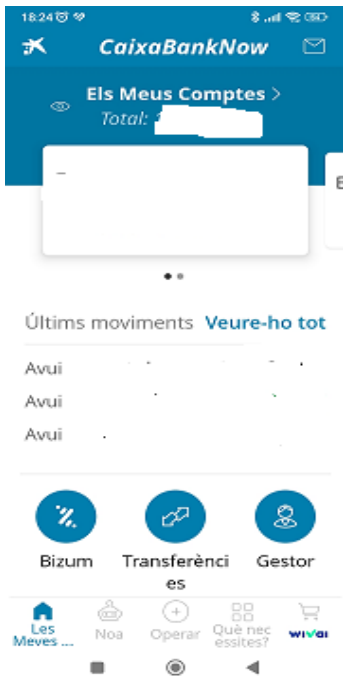 18:24
CaixaBankNow
Els Meus Comptes >
Total:
Últims moviments Veure-ho tot
Avui
Avui
Avui
Bizum
Transferènci
es
Gestor
Les
Meves ...
Noa
Operar
Què nec
essites?
wivai